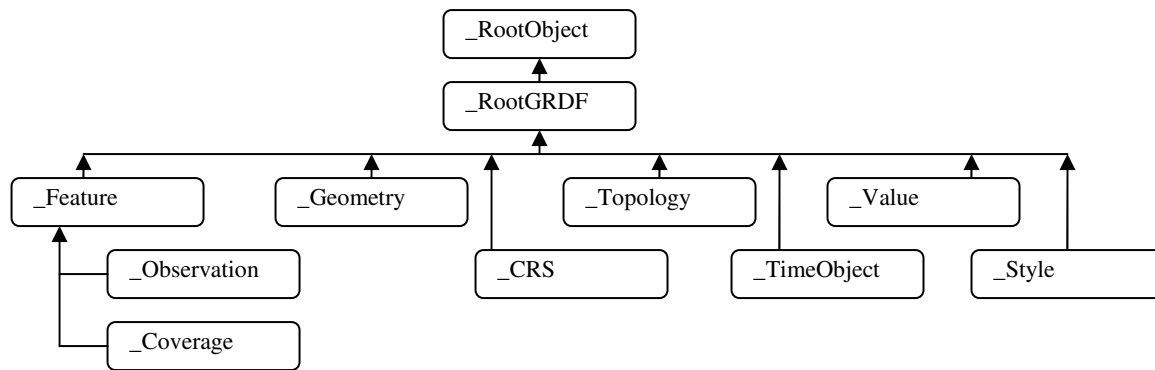 _RootObject
_RootGRDF
_Feature
_Geometry
_Topology
_Value
_Observation
_CRS
_TimeObject
_Style
_Coverage